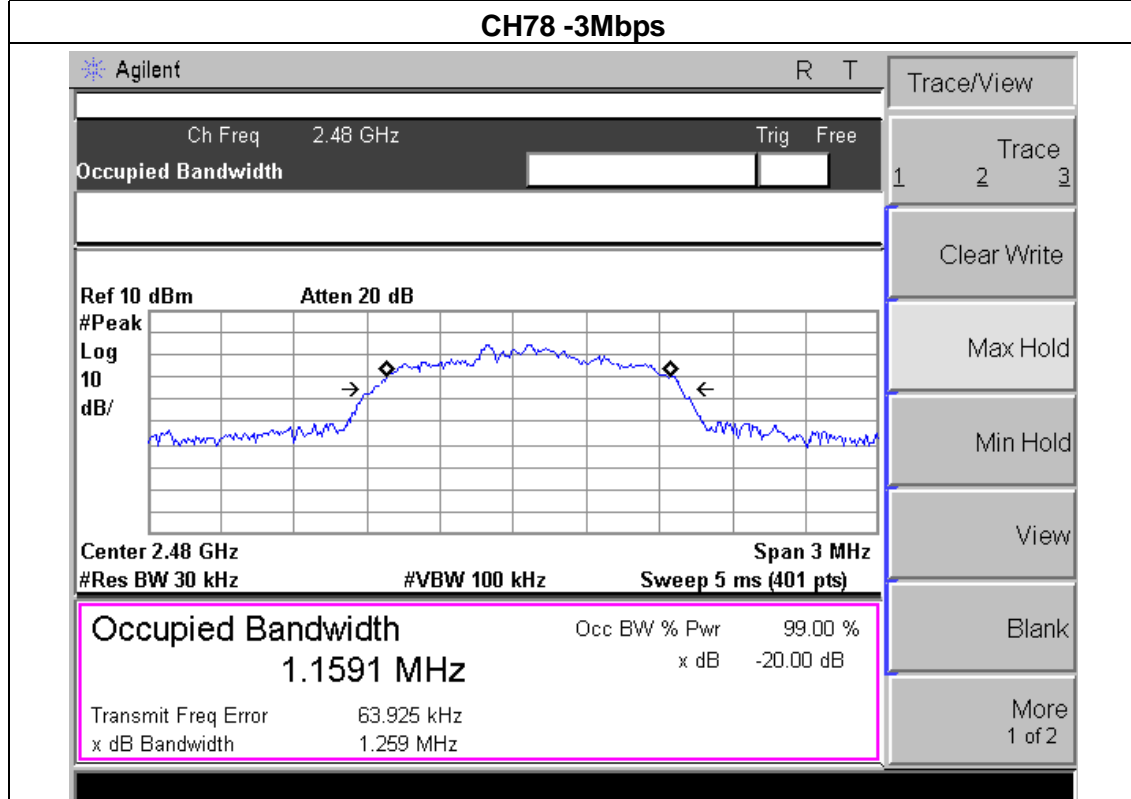 CH78 -3Mbps
Agilent R T
Ch Freq 2.48 GHz Trig Free
Occupied Bandwidth
Ref 10 dBm Atten 20 dB
#Peak
Log
10
dB/
Center 2.48 GHz Span 3 MHz
#Res BW 30 kHz #VBW 100 kHz Sweep 5 ms (401 pts)
Occupied Bandwidth Occ BW % Pwr 99.00 %
1.1591 MHz x dB -20.00 dB
Transmit Freq Error 63.925 kHz
x dB Bandwidth 1.259 MHz
Trace/View
Trace
1 2 3
Clear Write
Max Hold
Min Hold
View
Blank
More
1 of 2